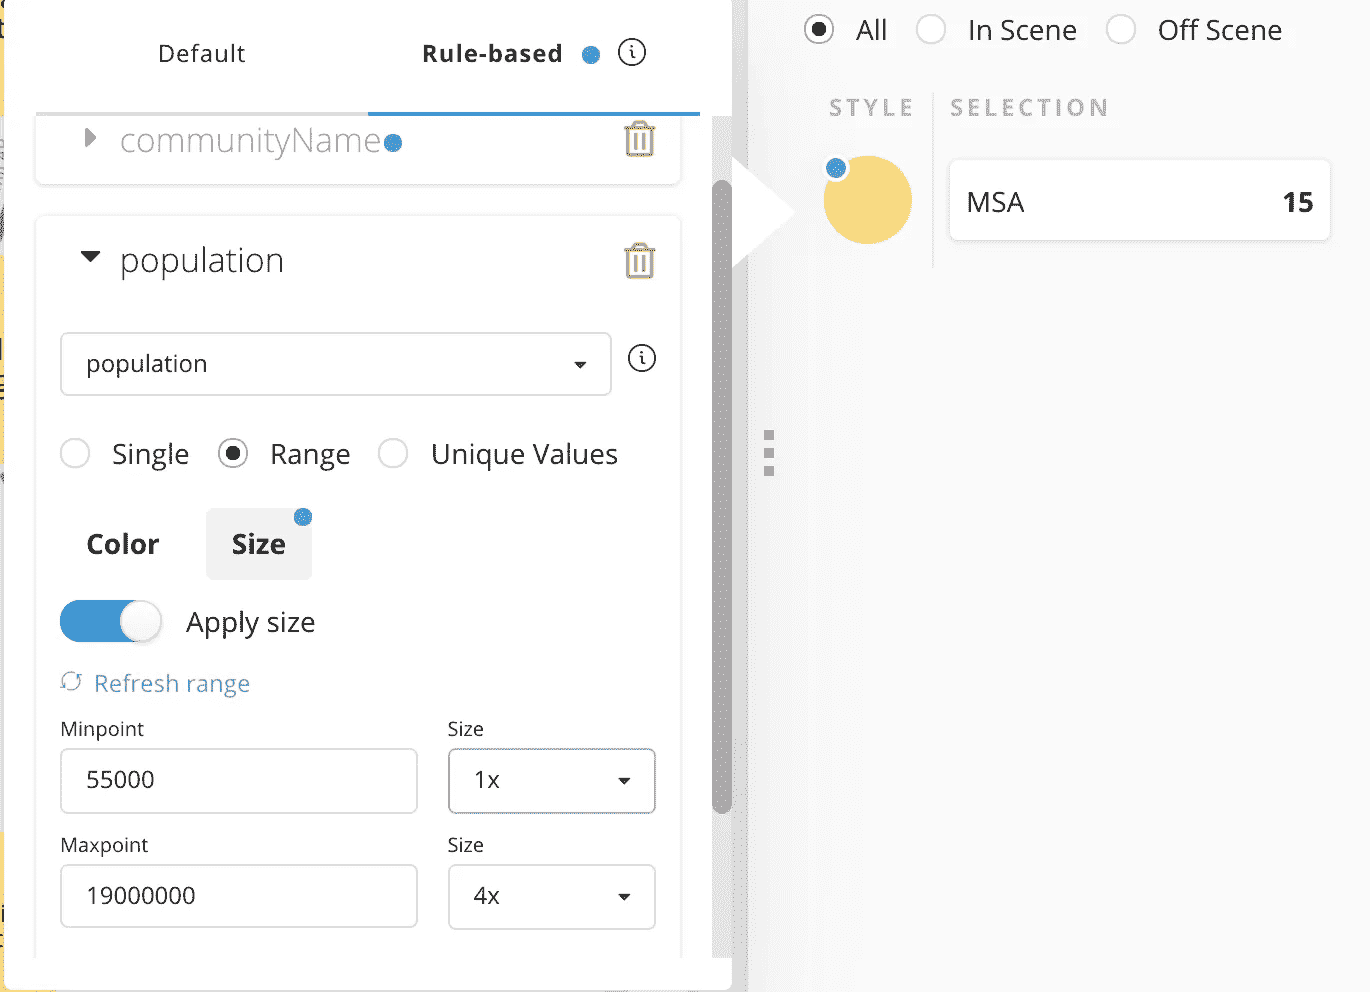 Default
Rule-based
communityName
population
population
Single
Range
Unique Values
Color
Size
Apply size
Refresh range
Minpoint
Size
55000
1x
Maxpoint
Size
19000000
4x
All
In Scene
Off Scene
STYLE
SELECTION
MSA
15